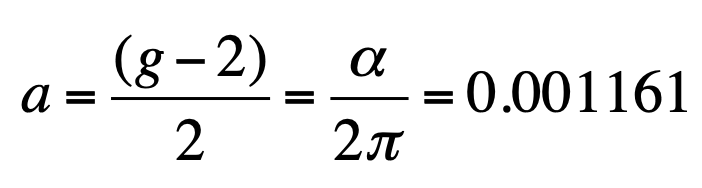 a = (g − 2)/2 = α/2π = 0.001161